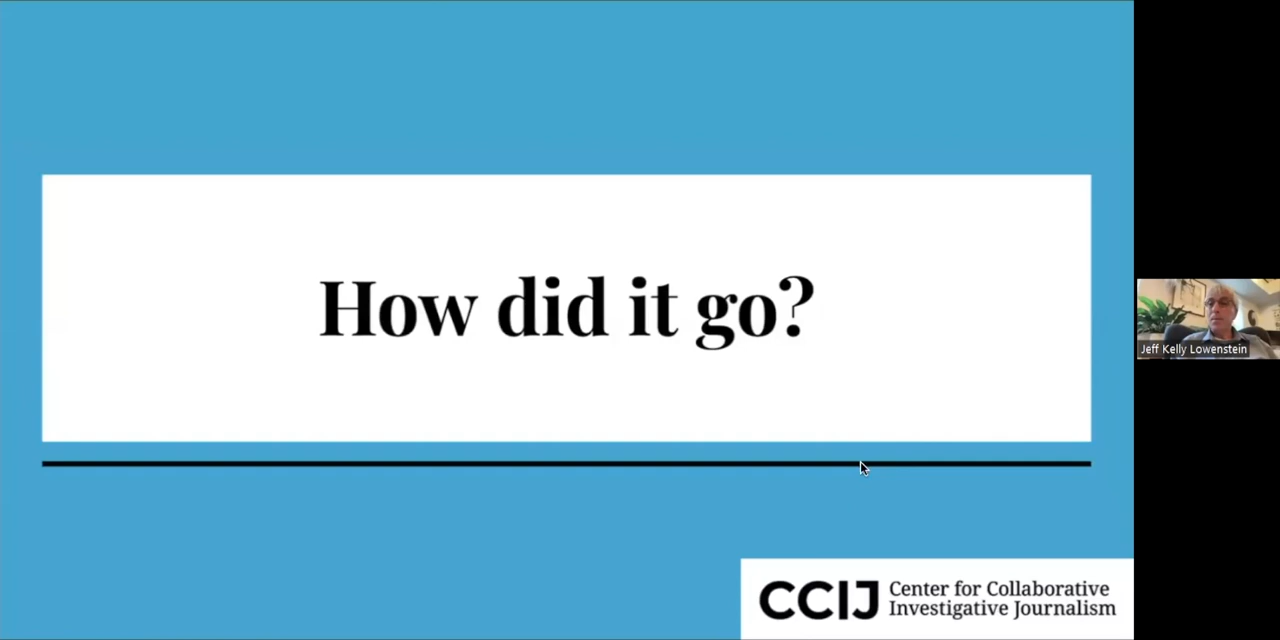 How did it go?
Jeff Kelly Lowenstein
CCIJ Center for Collaborative
Investigative Journalism